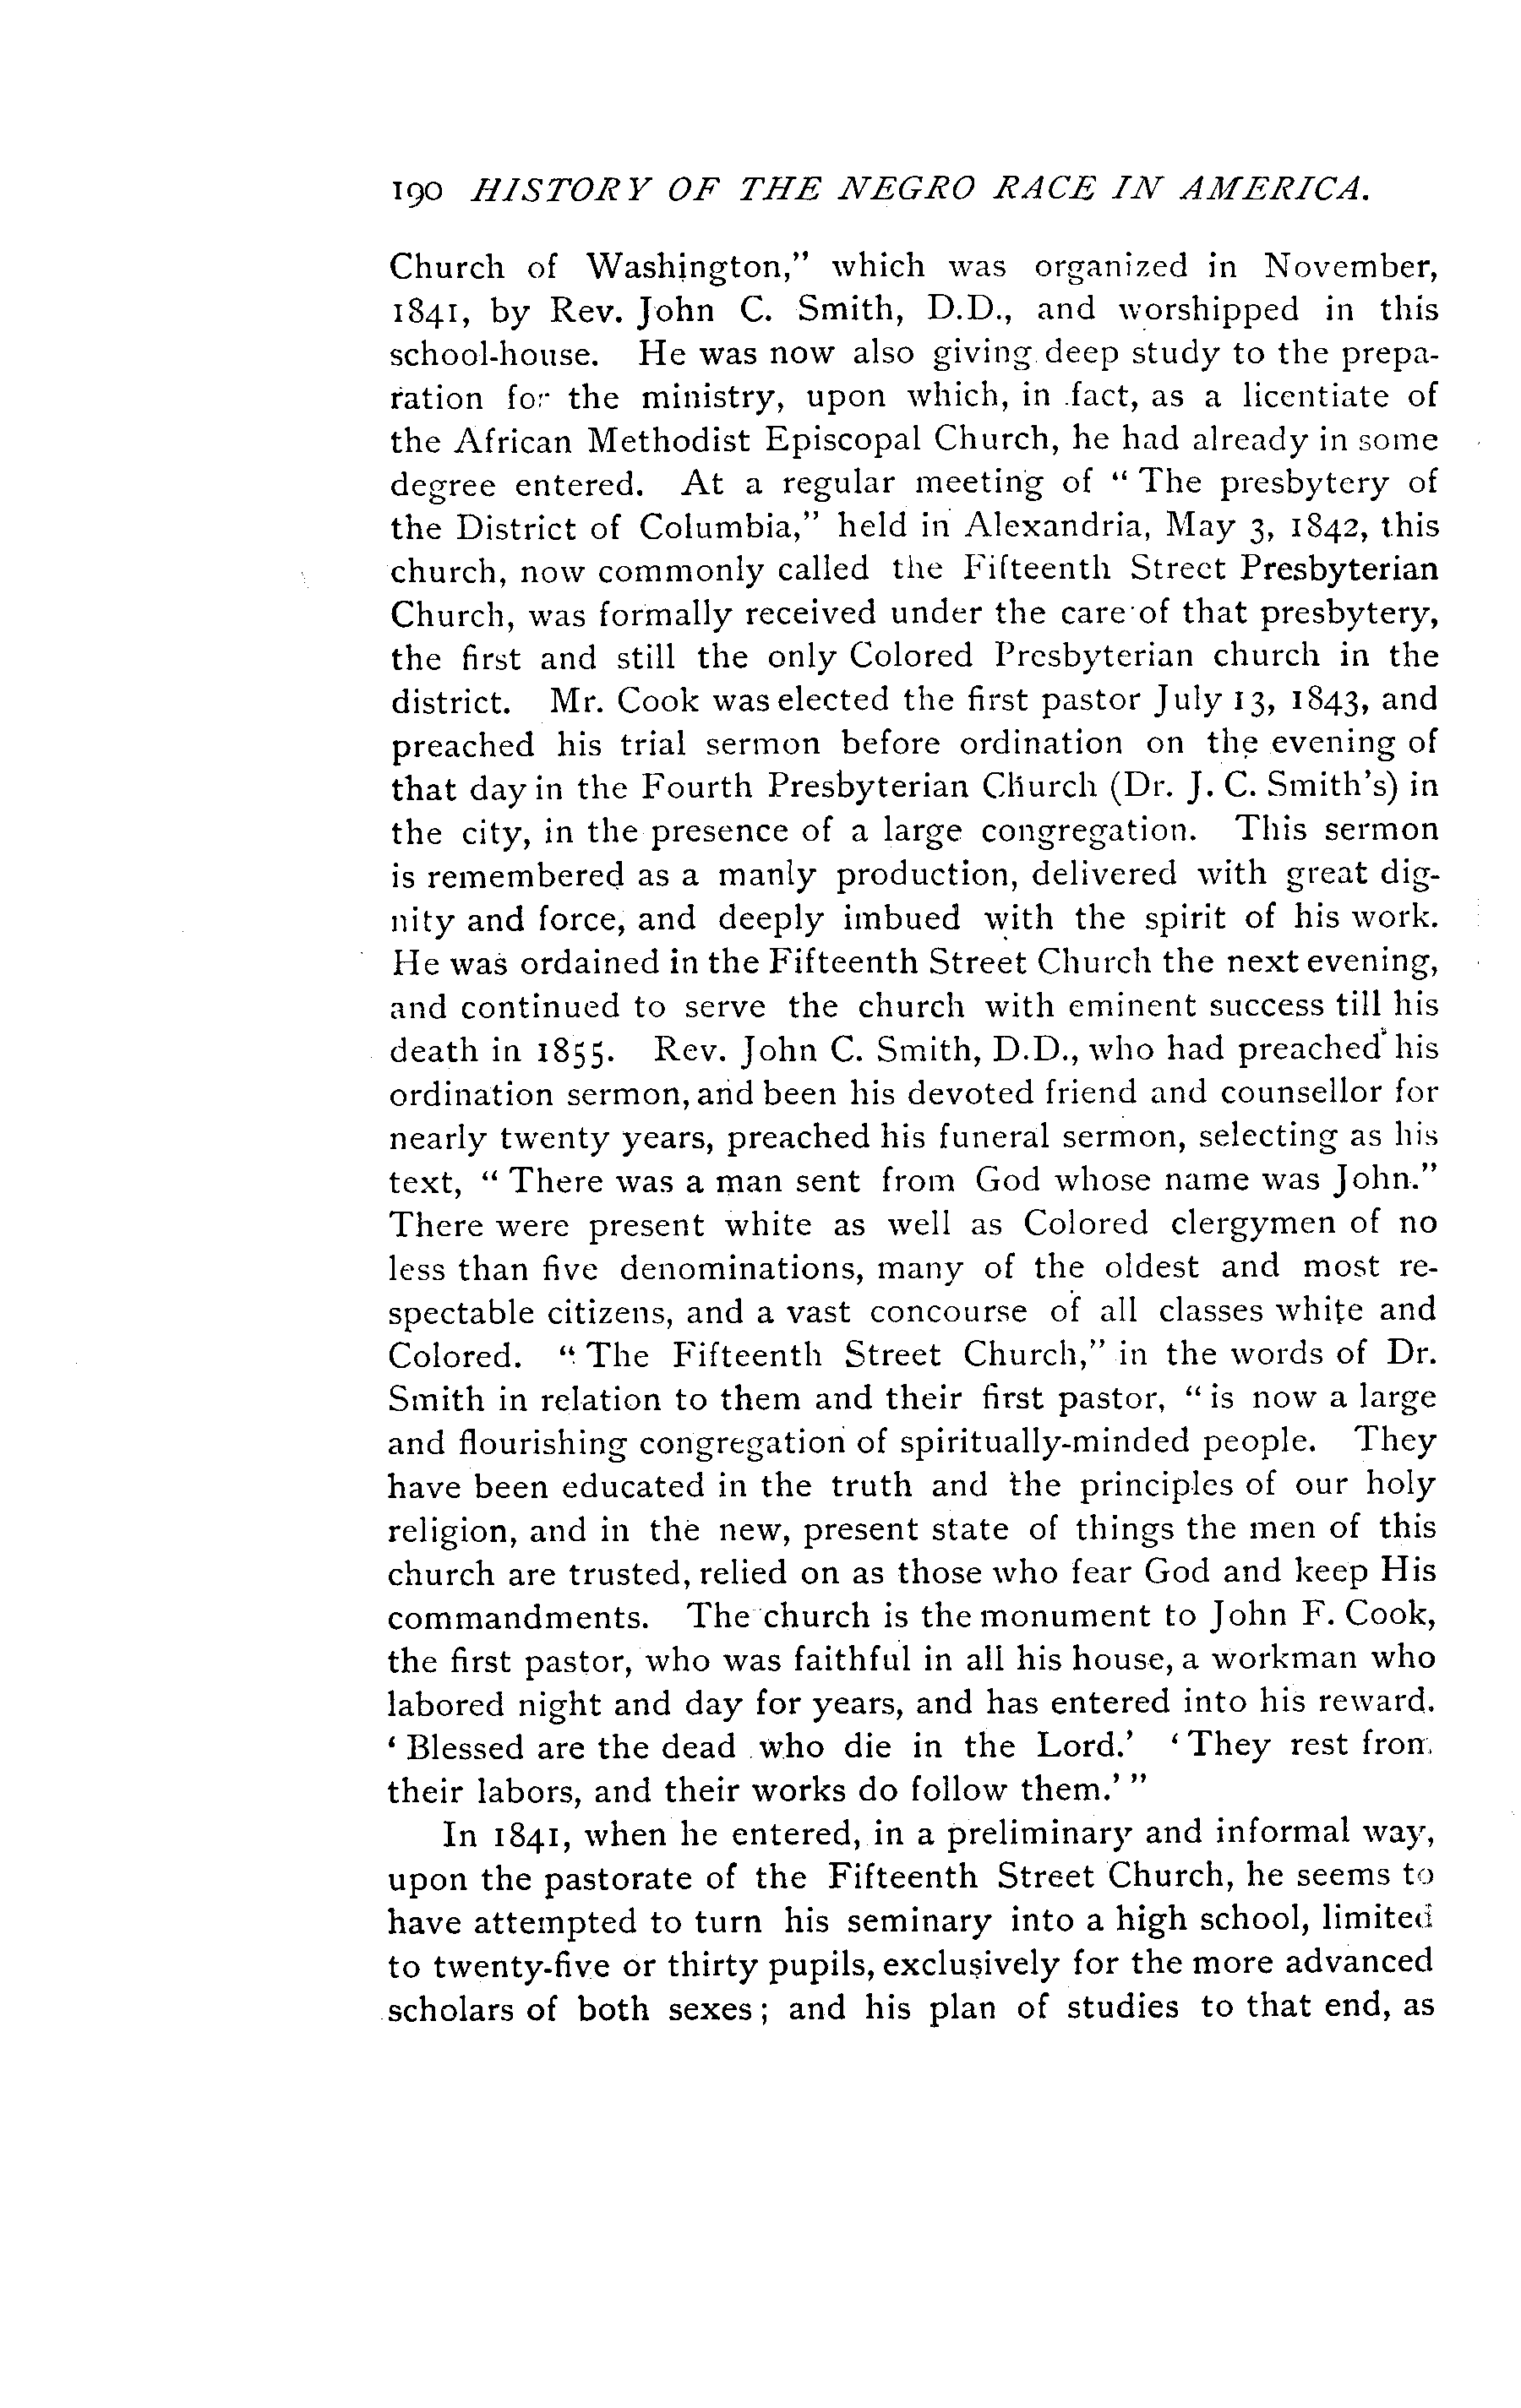 190 HISTORY OF THE NEGRO RACE IN AMERICA.
Church of Washington," which was organized in November,
1841, by Rev. John C. Smith, D.D., and worshipped in this
school-house. He was now also giving deep study to the prepa-
ration for the ministry, upon which, in fact, as a licentiate of
the African Methodist Episcopal Church, he had already in some
degree entered. At a regular meeting of "The presbytery of
the District of Columbia," held in Alexandria, May 3, 1842, this
church, now commonly called the Fifteenth Street Presbyterian
Church, was formally received under the care of that presbytery,
the first and still the only Colored Presbyterian church in the
district. Mr. Cook was elected the first pastor July 13, 1843, and
preached his trial sermon before ordination on the evening of
that day in the Fourth Presbyterian Church (Dr. J. C. Smith's) in
the city, in the presence of a large congregation. This sermon
is remembered as a manly production, delivered with great dig-
nity and force, and deeply imbued with the spirit of his work.
He was ordained in the Fifteenth Street Church the next evening,
and continued to serve the church with eminent success till his
death in 1855. Rev. John C. Smith, D.D., who had preached his
ordination sermon, and been his devoted friend and counsellor for
nearly twenty years, preached his funeral sermon, selecting as his
text, "There was a man sent from God whose name was John."
There were present white as well as Colored clergymen of no
less than five denominations, many of the oldest and most re-
spectable citizens, and a vast concourse of all classes white and
Colored. "The Fifteenth Street Church," in the words of Dr.
Smith in relation to them and their first pastor, "is now a large
and flourishing congregation of spiritually-minded people. They
have been educated in the truth and the principles of our holy
religion, and in the new, present state of things the men of this
church are trusted, relied on as those who fear God and keep His
commandments. The church is the monument to John F. Cook,
the first pastor, who was faithful in all his house, a workman who
labored night and day for years, and has entered into his reward.
'Blessed are the dead who die in the Lord.' 'They rest from
their labors, and their works do follow them.'"
In 1841, when he entered, in a preliminary and informal way,
upon the pastorate of the Fifteenth Street Church, he seems to
have attempted to turn his seminary into a high school, limited
to twenty-five or thirty pupils, exclusively for the more advanced
scholars of both sexes; and his plan of studies to that end, as